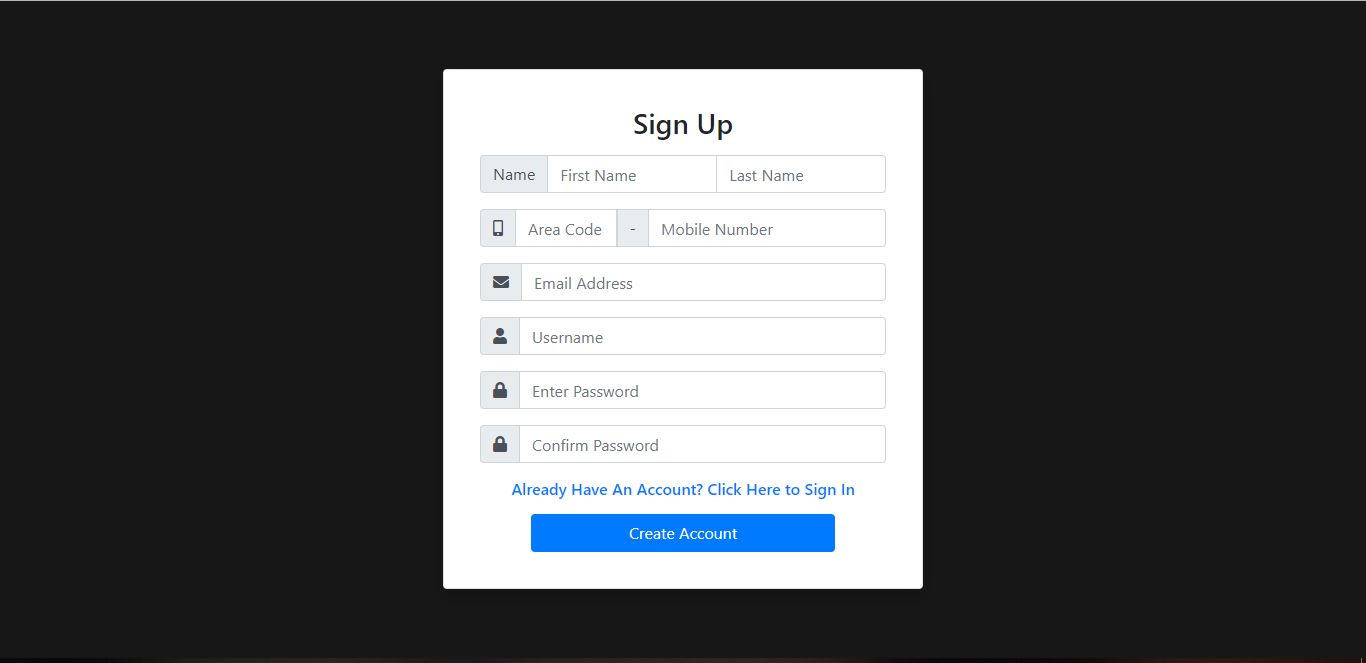 Sign Up
Name First Name Last Name
Area Code - Mobile Number
Email Address
Username
Enter Password
Confirm Password
Already Have An Account? Click Here to Sign In
Create Account